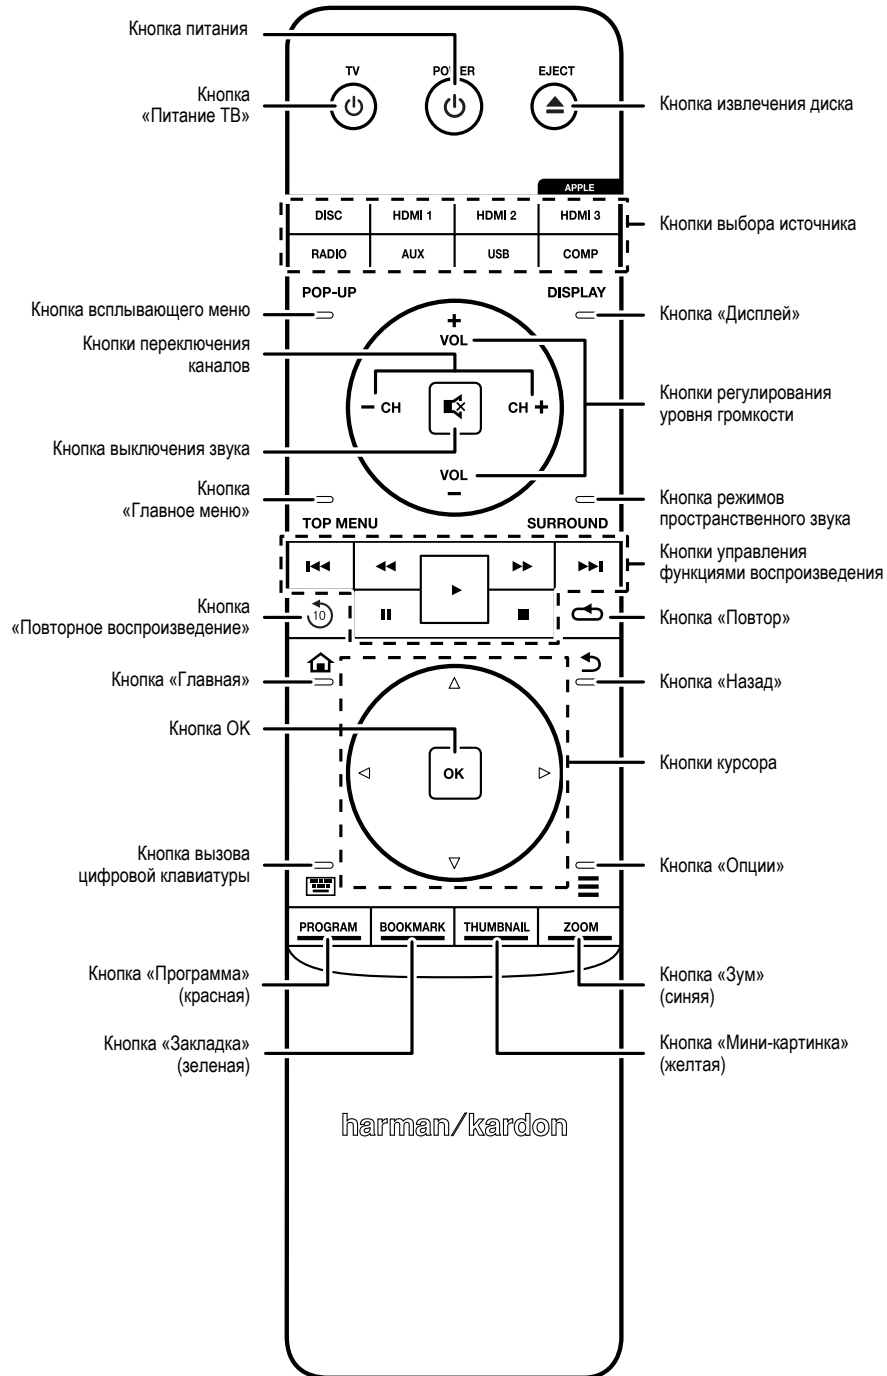 Кнопка питания
TV
POWER
EJECT
Кнопка
«Питание ТВ»
Кнопка извлечения диска
APPLE
DISC
HDMI 1
HDMI 2
HDMI 3
Кнопки выбора источника
RADIO
AUX
USB
COMP
POP-UP
DISPLAY
Кнопка всплывающего меню
Кнопка «Дисплей»
+
VOL
Кнопки переключения
каналов
Кнопки регулирования
уровня громкости
– CH
CH +
Кнопка выключения звука
VOL
–
Кнопка
«Главное меню»
Кнопка режимов
пространственного звука
TOP MENU
SURROUND
Кнопки управления
функциями воспроизведения
Кнопка
«Повторное воспроизведение»
10
Кнопка «Повтор»
Кнопка «Главная»
Кнопка «Назад»
Кнопка OK
OK
Кнопки курсора
Кнопка вызова
цифровой клавиатуры
Кнопка «Опции»
PROGRAM
BOOKMARK
THUMBNAIL
ZOOM
Кнопка «Программа»
(красная)
Кнопка «Зум»
(синяя)
Кнопка «Закладка»
(зеленая)
Кнопка «Мини-картинка»
(желтая)
harman/kardon